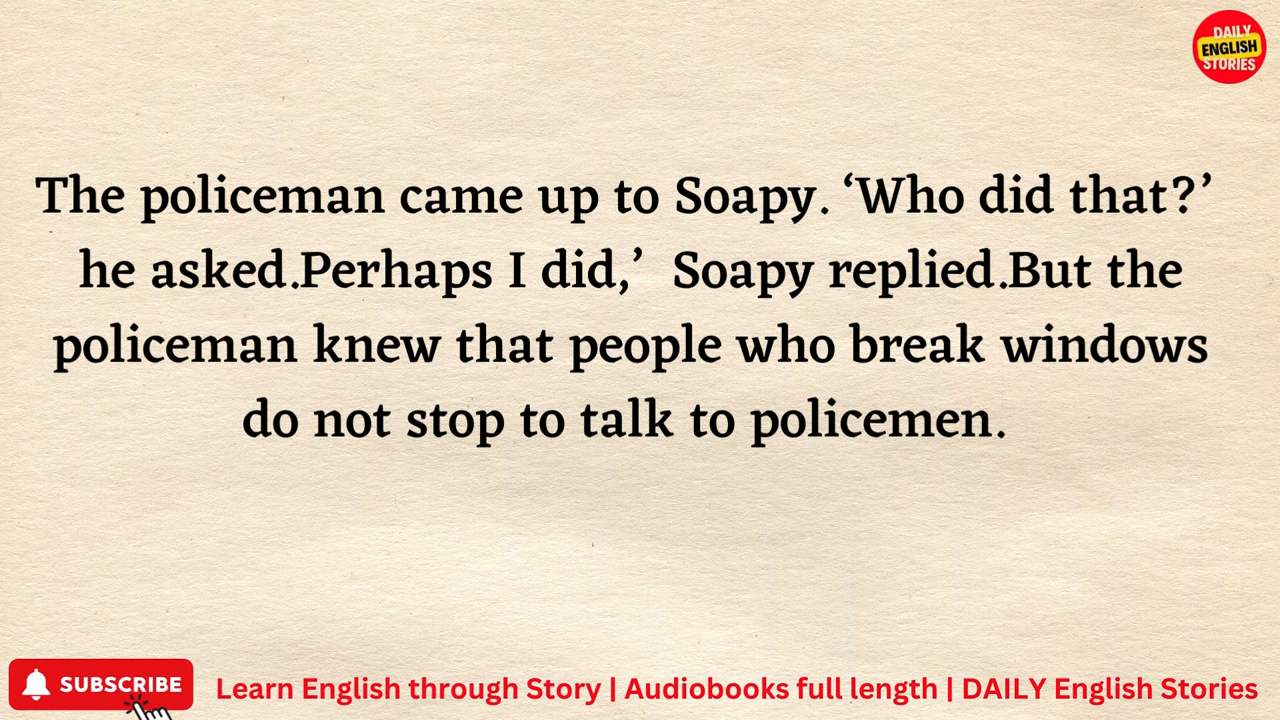 DAILY
ENGLISH
STORIES
The policeman came up to Soapy. ‘Who did that?’
he asked.Perhaps I did,’  Soapy replied.But the
policeman knew that people who break windows
do not stop to talk to policemen.
SUBSCRIBE
Learn English through Story | Audiobooks full length | DAILY English Stories